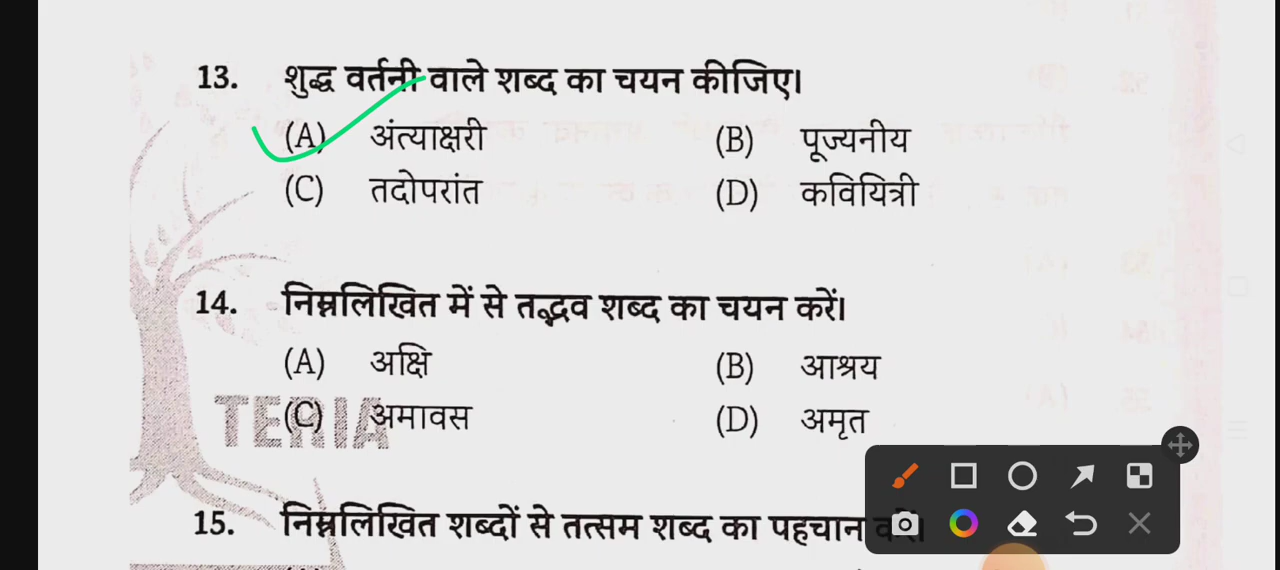 13. शुद्ध वर्तनी वाले शब्द का चयन कीजिए।
(A) अंत्याक्षरी (B) पूज्यनीय
(C) तदोपरांत (D) कवियित्री
14. निम्नलिखित में से तद्भव शब्द का चयन करें।
(A) अक्षि (B) आश्रय
TERIA
(C) अमावस (D) अमृत
15. निम्नलिखित शब्दों से तत्सम शब्द का पहचान करें।